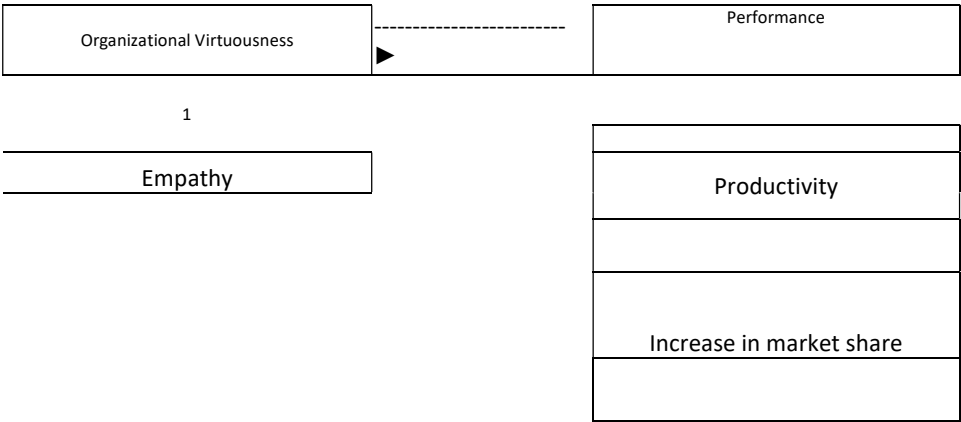 Organizational Virtuousness
-------------------------
►
Performance
1
Empathy
Productivity
Increase in market share